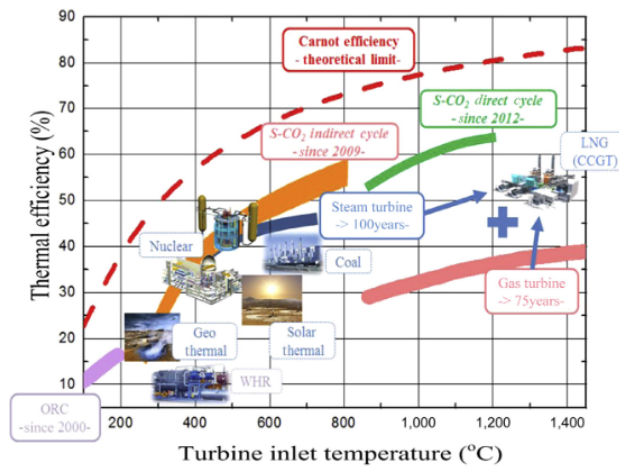 90
80
70
60
50
40
30
20
10
Thermal efficiency (%)
Carnot efficiency
- theoretical limit-
S-CO2 direct cycle
- since 2012-
S-CO2 indirect cycle
-since 2009-
LNG
(CCGT)
Steam turbine
-> 100years-
Nuclear
Coal
Gas turbine
-> 75years-
Geo
thermal
Solar
thermal
WHR
ORC
-since 2000-
200
400
600
800
1,000
1,200
1,400
Turbine inlet temperature (°C)